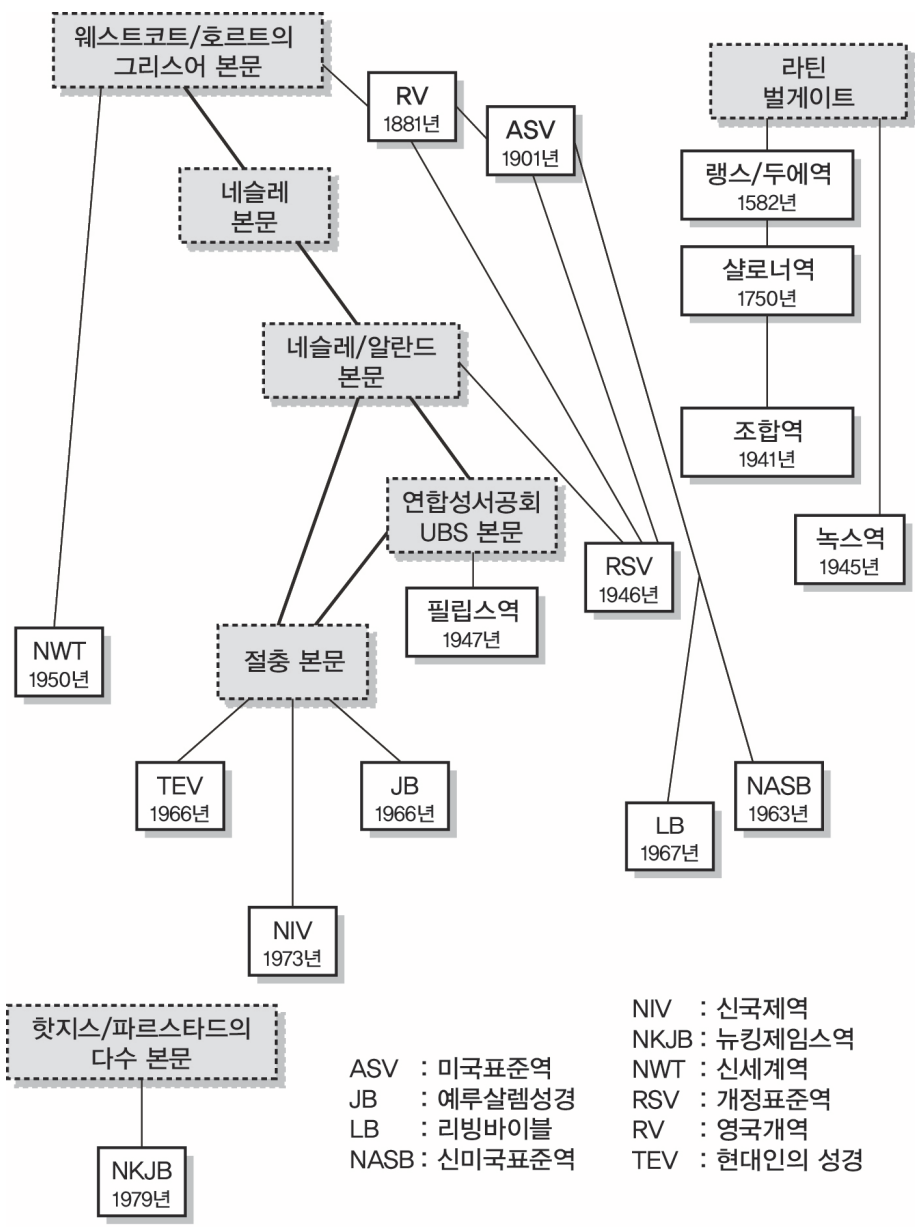 웨스트코트/호르트의
그리스어 본문
RV
1881년
ASV
1901년
라틴
벌게이트
랭스/두에역
1582년
네슬레
본문
샬로너역
1750년
네슬레/알란드
본문
조합역
1941년
연합성서공회
UBS 본문
녹스역
1945년
RSV
1946년
필립스역
1947년
NWT
1950년
절충 본문
TEV
1966년
JB
1966년
NASB
1963년
LB
1967년
NIV
1973년
핫지스/파르스타드의
다수 본문
NKJB
1979년
ASV : 미국표준역
JB : 예루살렘성경
LB : 리빙바이블
NASB : 신미국표준역
NIV : 신국제역
NKJB : 뉴킹제임스역
NWT : 신세계역
RSV : 개정표준역
RV : 영국개역
TEV : 현대인의 성경